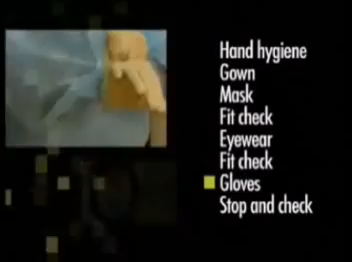 Hand hygiene
Gown
Mask
Fit check
Eyewear
Fit check
Gloves
Stop and check